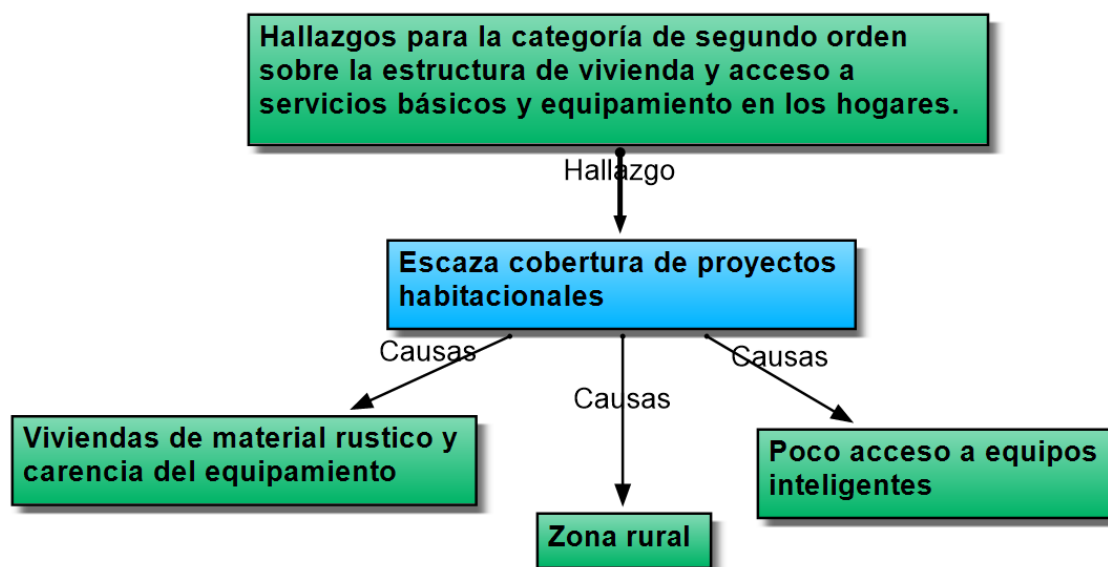 Hallazgos para la categoría de segundo orden
sobre la estructura de vivienda y acceso a
servicios básicos y equipamiento en los hogares.
Hallazgo
Escaza cobertura de proyectos
habitacionales
Causas
Causas
Causas
Viviendas de material rustico y
carencia del equipamiento
Poco acceso a equipos
inteligentes
Zona rural